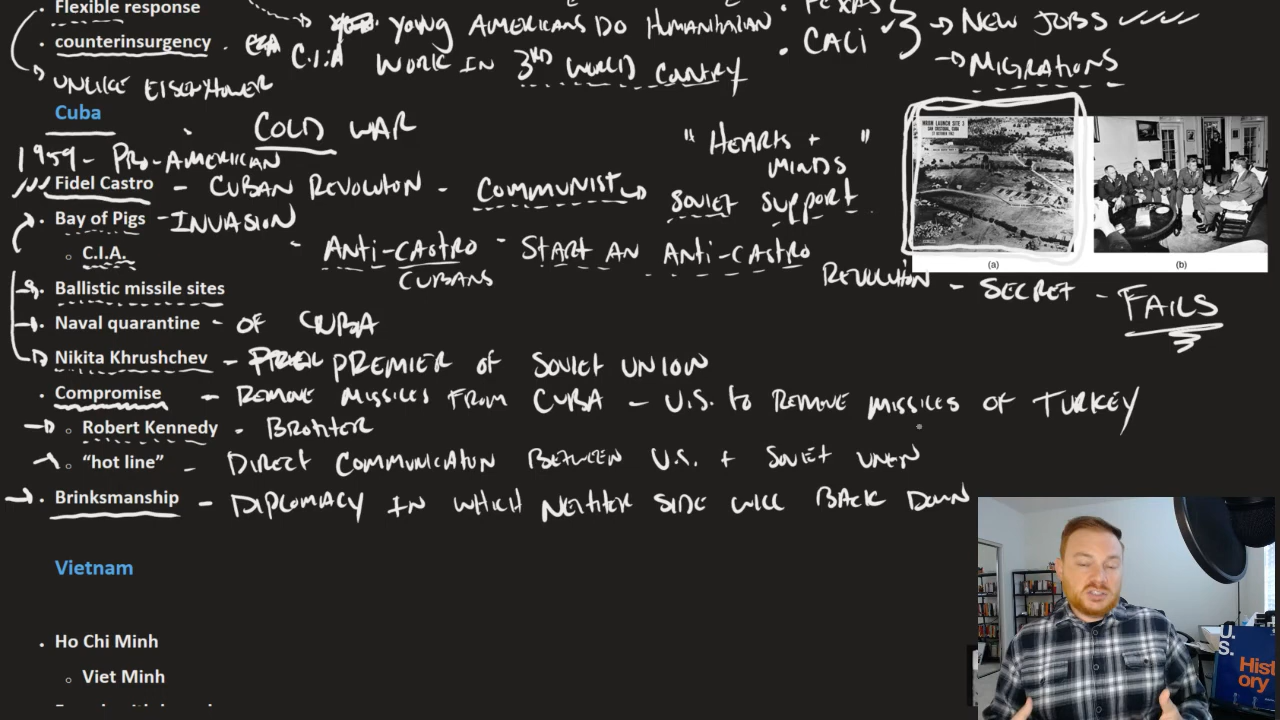 Flexible response
YOUNG AMERICANS DO HUMANITARIAN
TEXAS
→ NEW JOBS
counterinsurgency
C.I.A
WORK IN 3RD WORLD COUNTRY
CALI
→ MIGRATIONS
UNLIKE EISENHOWER
Cuba
COLD WAR
"HEARTS + MINDS"
1959 - PRO-AMERICAN
Fidel Castro - CUBAN REVOLUTION - COMMUNIST → SOVIET SUPPORT
Bay of Pigs - INVASION
C.I.A.
- ANTI-CASTRO CUBANS - START AN ANTI-CASTRO REVOLUTION - SECRET - FAILS
(a)
(b)
Ballistic missile sites
Naval quarantine - OF CUBA
Nikita Khrushchev - PREMIER OF SOVIET UNION
Compromise - REMOVE MISSILES FROM CUBA - U.S. to REMOVE MISSILES OF TURKEY
Robert Kennedy - BROTHER
"hot line" - DIRECT COMMUNICATION BETWEEN U.S. + SOVIET UNION
Brinksmanship - DIPLOMACY IN WHICH NEITHER SIDE WILL BACK DOWN
Vietnam
Ho Chi Minh
Viet Minh
U.S. History